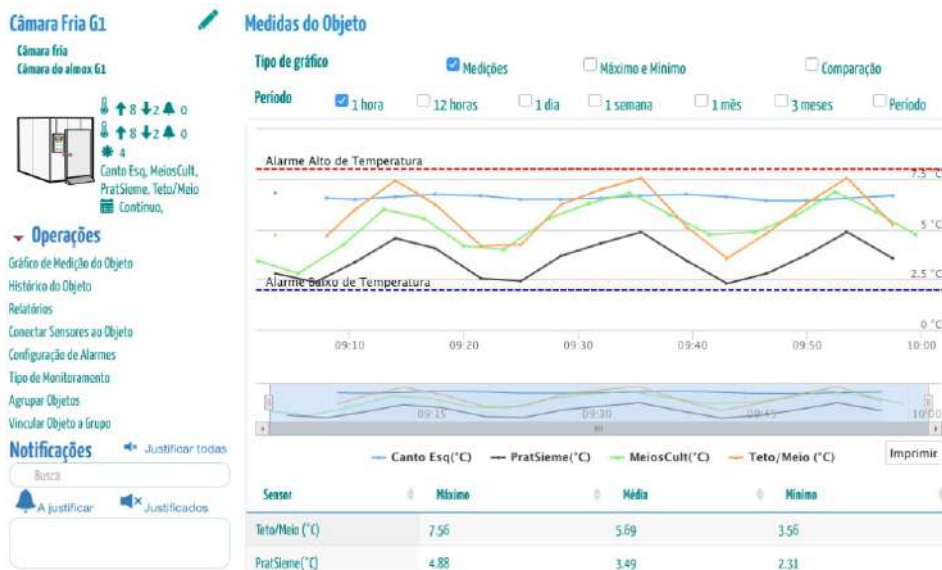 Câmara Fria G1
Câmara fria
Câmara do almox G1
8 2 0
8 2 0
4
Canto Esq, MeiosCult,
PratSieme, Teto/Meio
Contínuo,
Operações
Gráfico de Medição do Objeto
Histórico do Objeto
Relatórios
Conectar Sensores ao Objeto
Configuração de Alarmes
Tipo de Monitoramento
Agrupar Objetos
Vincular Objeto a Grupo
Notificações
Justificar todas
Busca
A justificar
Justificados
Medidas do Objeto
Tipo de gráfico
Medições
Máximo e Minimo
Comparação
Período
1 hora
12 horas
1 dia
1 semana
1 mês
3 meses
Período
Alarme Alto de Temperatura
7.5 °C
5 °C
2.5 °C
Alarme Baixo de Temperatura
0 °C
09:10 09:20 09:30 09:40 09:50 10:00
09:15 09:30 09:45 10:00
Canto Esq(°C) PratSieme(°C) MeiosCult(°C) Teto/Meio (°C)
Imprimir
Sensor Máximo Média Mínimo
Teto/Meio (°C) 7.56 5.69 3.56
PratSieme(°C) 4.88 3.49 2.31